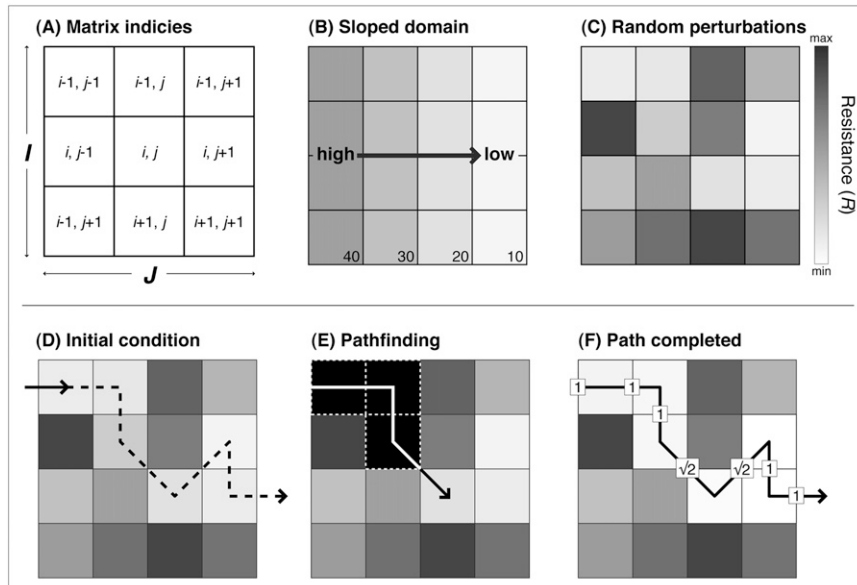 (A) Matrix indicies
i-1, j-1 i-1, j i-1, j+1
i, j-1 i, j i, j+1
i-1, j+1 i+1, j i+1, j+1
I
J
(B) Sloped domain
high low
40 30 20 10
(C) Random perturbations
max
Resistance (R)
min
(D) Initial condition
(E) Pathfinding
(F) Path completed
1 1
1
√2 √2 1
1